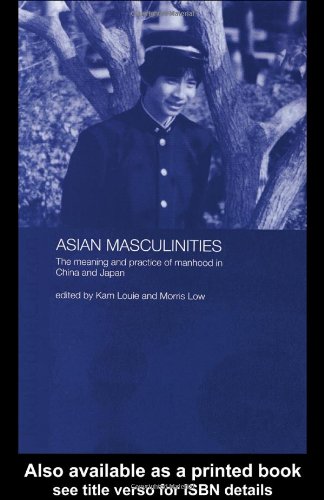 ASIAN MASCULINITIES
The meaning and practice of manhood in
China and Japan
edited by Kam Louie and Morris Low
Also available as a printed book
see title verso for ISBN details